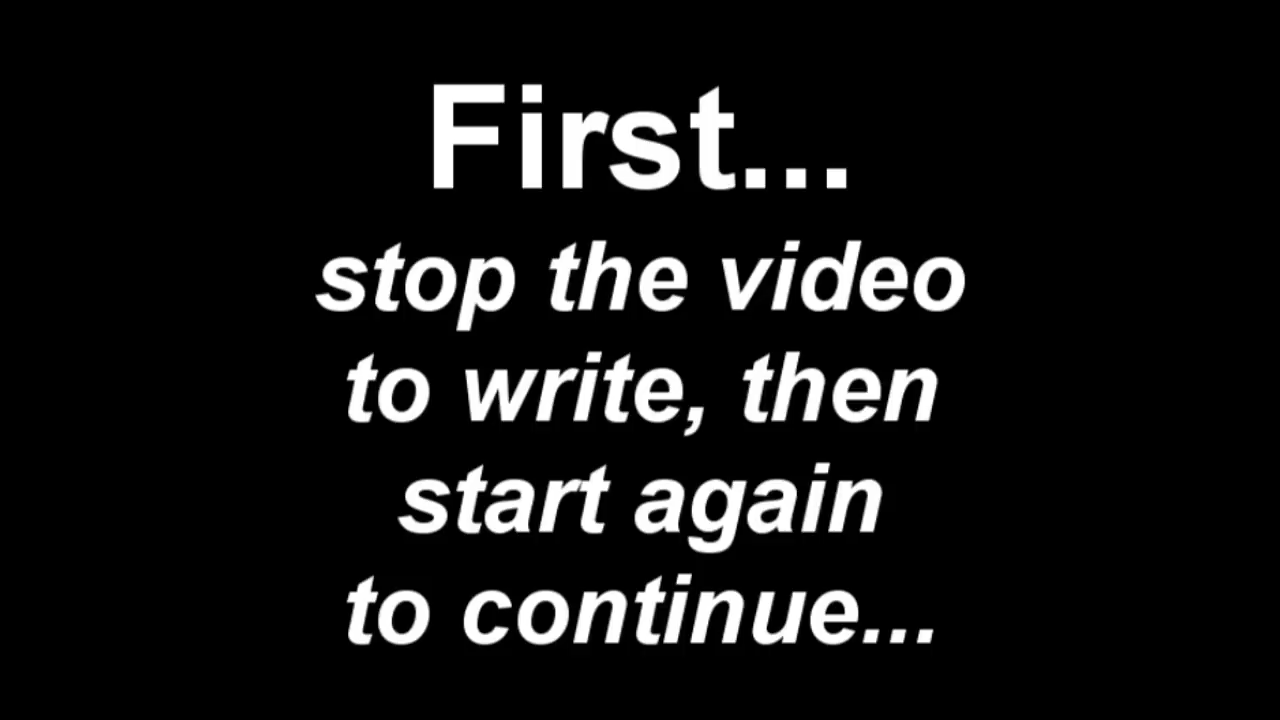 First...
stop the video
to write, then
start again
to continue...